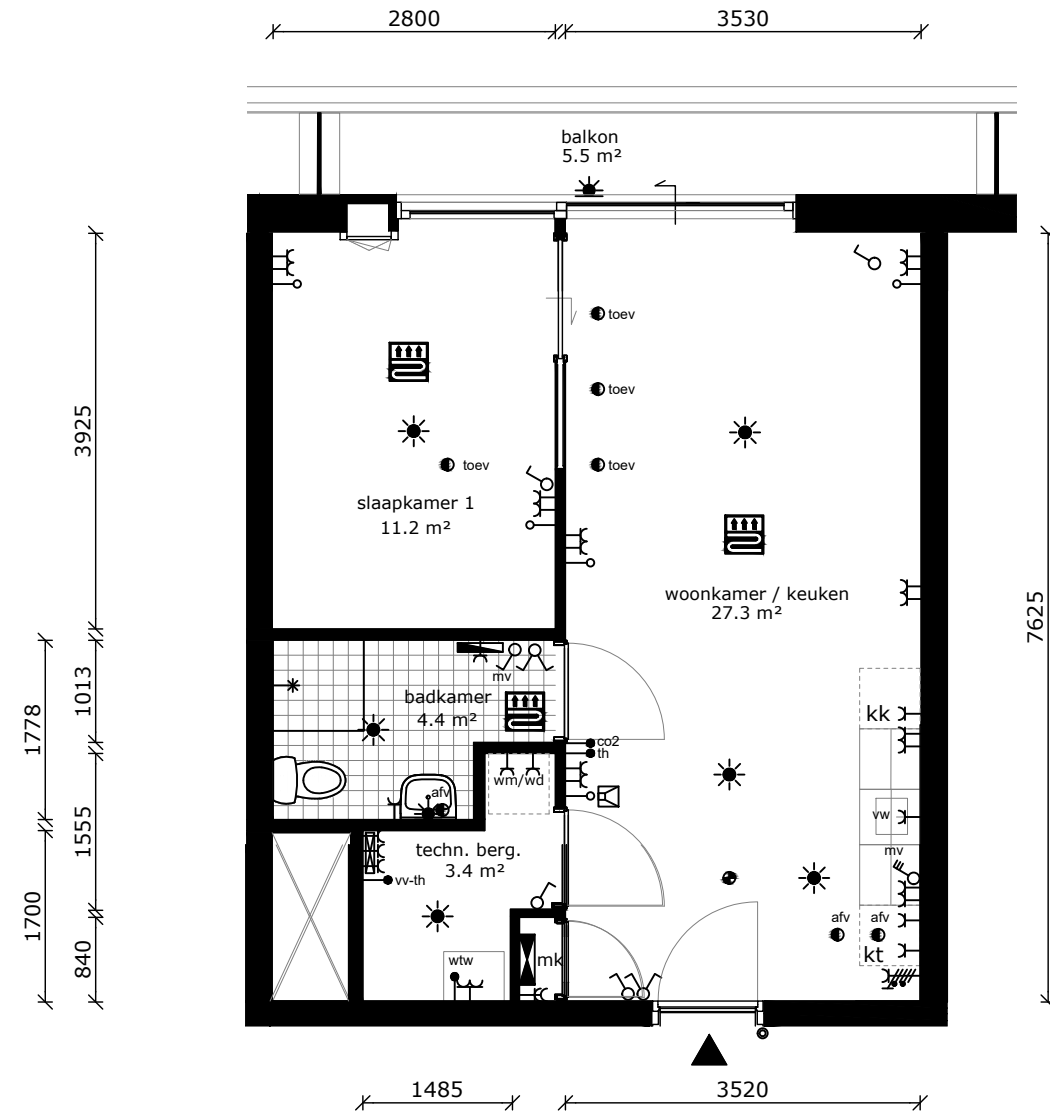 2800
3530
balkon
5.5 m²
toev
toev
toev
toev
3925
slaapkamer 1
11.2 m²
woonkamer / keuken
27.3 m²
7625
1013
1778
mv
badkamer
4.4 m²
kk
co2
th
wm/wd
afv
vw
mv
1555
techn. berg.
3.4 m²
vv-th
1700
840
afv
afv
kt
wtw
mk
1485
3520